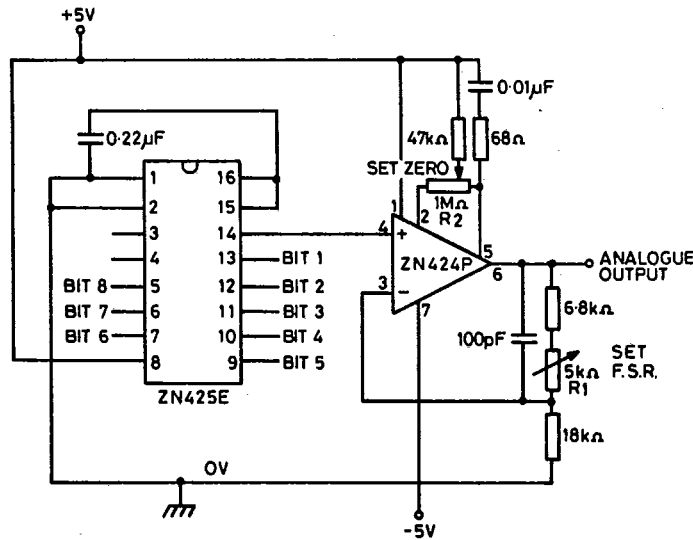 +5V
0·01µF
0·22µF
47kΩ
68Ω
SET ZERO
1MΩ
R2
1
2
3
4
5
6
7
8
16
15
14
13
12
11
10
9
BIT 8
BIT 7
BIT 6
BIT 1
BIT 2
BIT 3
BIT 4
BIT 5
ZN425E
1
2
4
+
ZN424P
5
6
3
−
7
ANALOGUE
OUTPUT
100pF
6·8kΩ
5kΩ
R1
SET
F.S.R.
18kΩ
0V
-5V